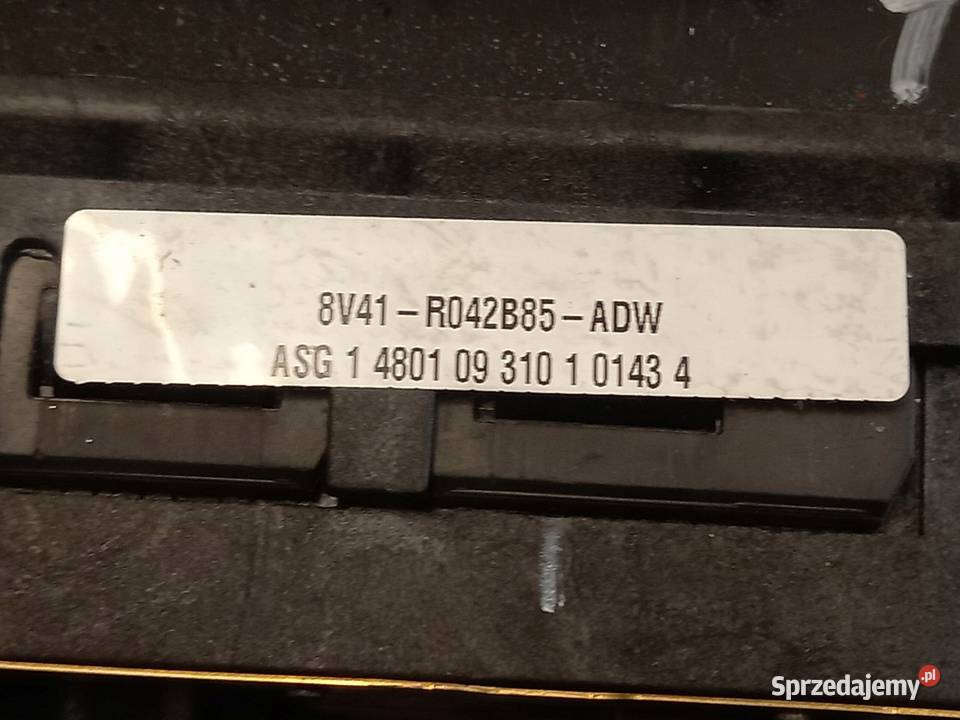 8V41-R042B85-ADW
ASG 1 4801 09 310 1 0143 4
Sprzedajemy.pl